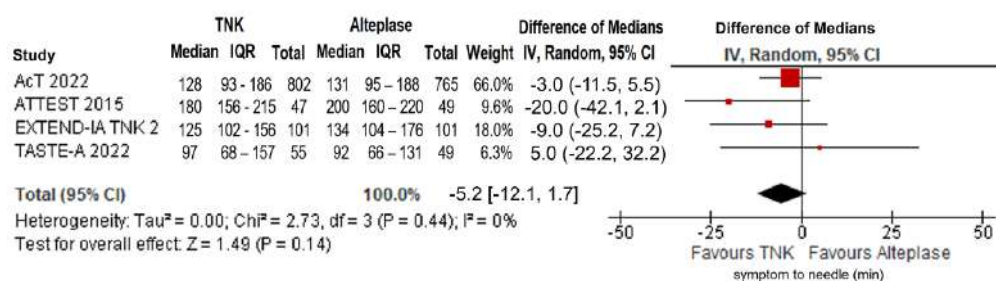 TNK Alteplase Difference of Medians Difference of Medians
Study Median IQR Total Median IQR Total Weight IV, Random, 95% CI IV, Random, 95% CI
AcT 2022 128 93 - 186 802 131 95 – 188 765 66.0% -3.0 (-11.5, 5.5)
ATTEST 2015 180 156 – 215 47 200 160 – 220 49 9.6% -20.0 (-42.1, 2.1)
EXTEND-IA TNK 2 125 102 - 156 101 134 104 – 176 101 18.0% -9.0 (-25.2, 7.2)
TASTE-A 2022 97 68 – 157 55 92 66 – 131 49 6.3% 5.0 (-22.2, 32.2)
Total (95% CI) 100.0% -5.2 [-12.1, 1.7]
Heterogeneity: Tau² = 0.00; Chi² = 2.73, df = 3 (P = 0.44); I² = 0%
Test for overall effect: Z = 1.49 (P = 0.14)
-50 -25 0 25 50
Favours TNK Favours Alteplase
symptom to needle (min)